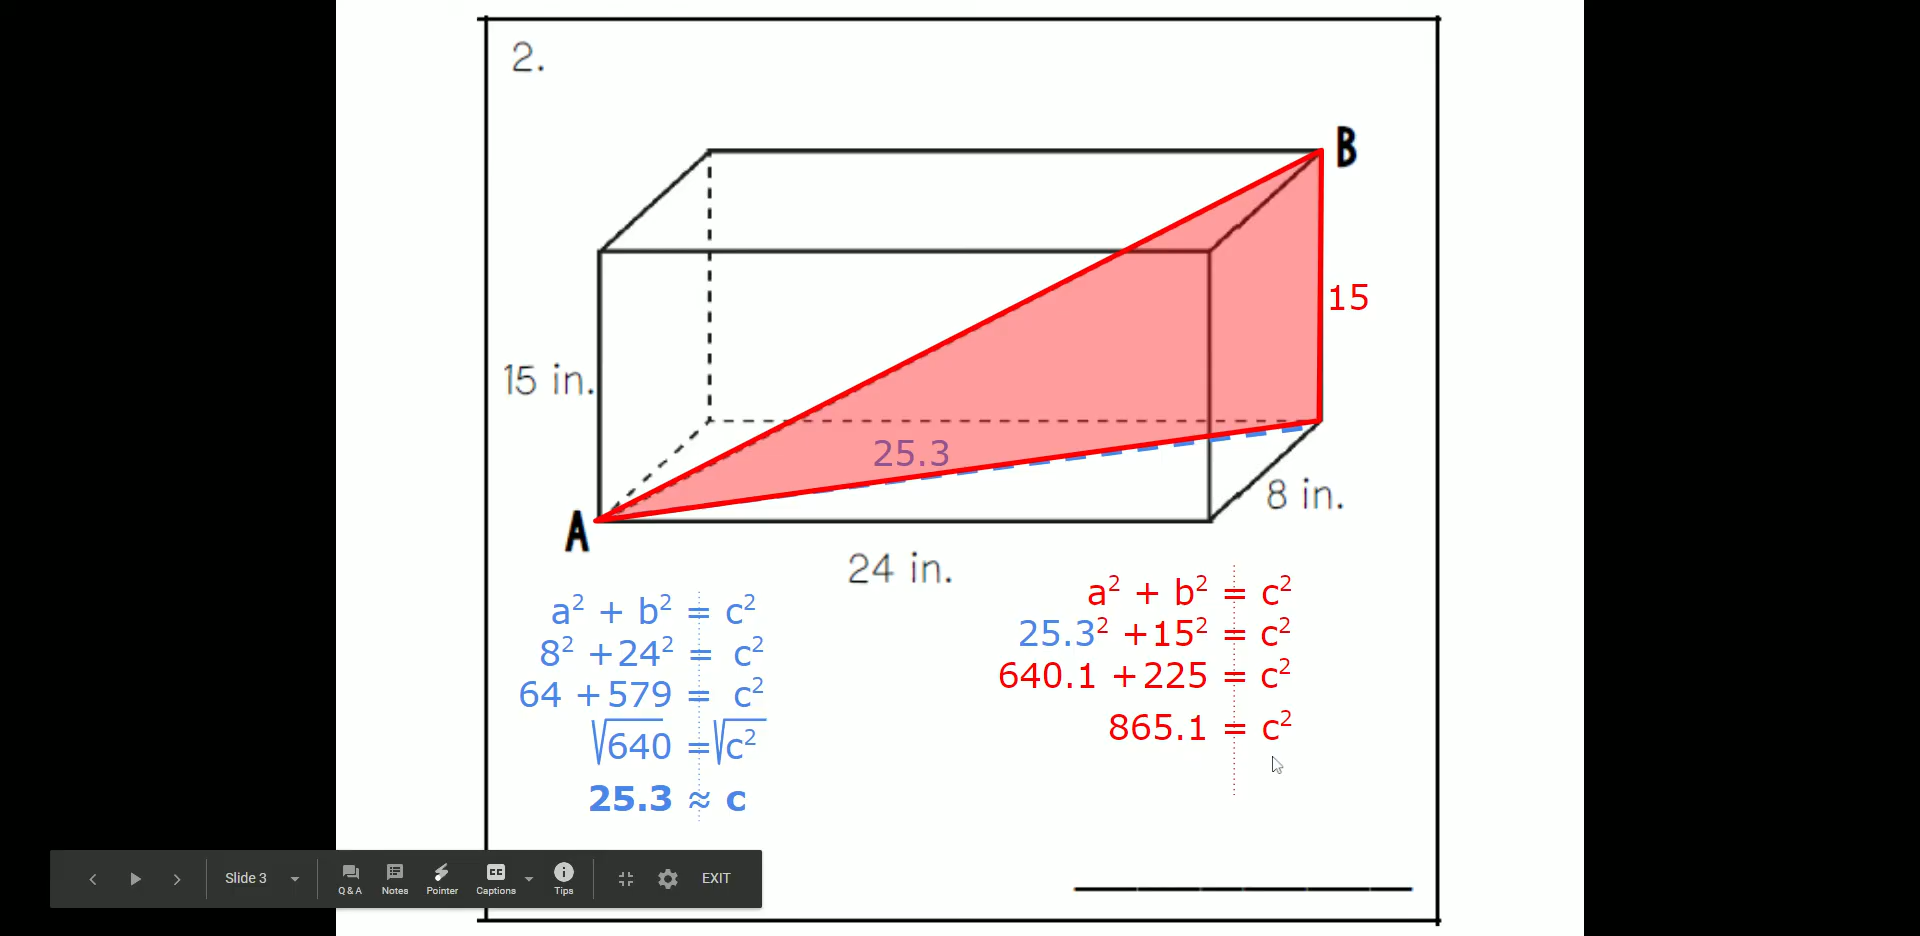 2.
B
15
15 in.
25.3
8 in.
A
24 in.
a² + b² = c²
8² + 24² = c²
64 + 579 = c²
√640 = √c²
25.3 ≈ c
a² + b² = c²
25.3² + 15² = c²
640.1 + 225 = c²
865.1 = c²
Slide 3
Q & A
Notes
Pointer
CC
Captions
Tips
EXIT